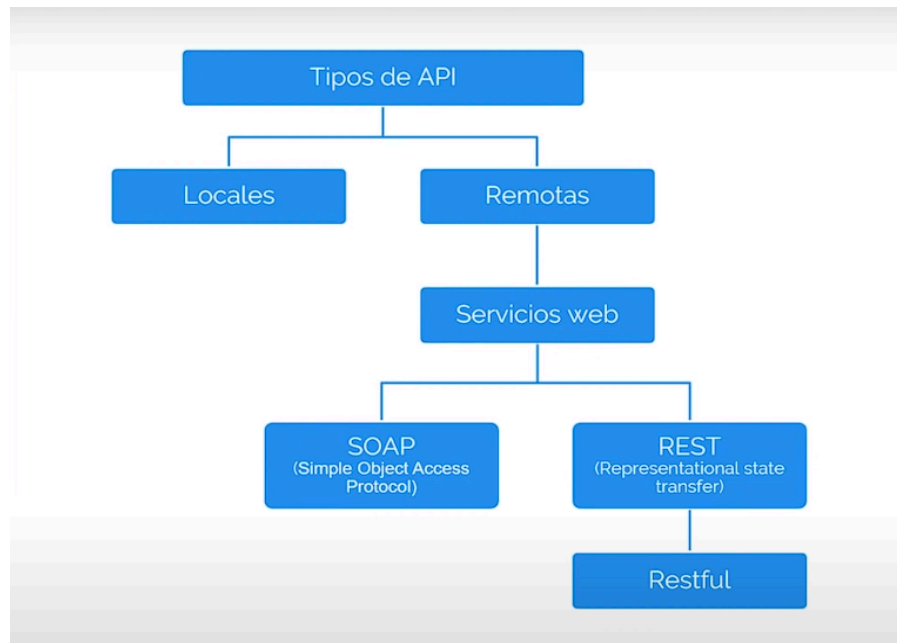 Tipos de API
Locales
Remotas
Servicios web
SOAP
(Simple Object Access
Protocol)
REST
(Representational state
transfer)
Restful